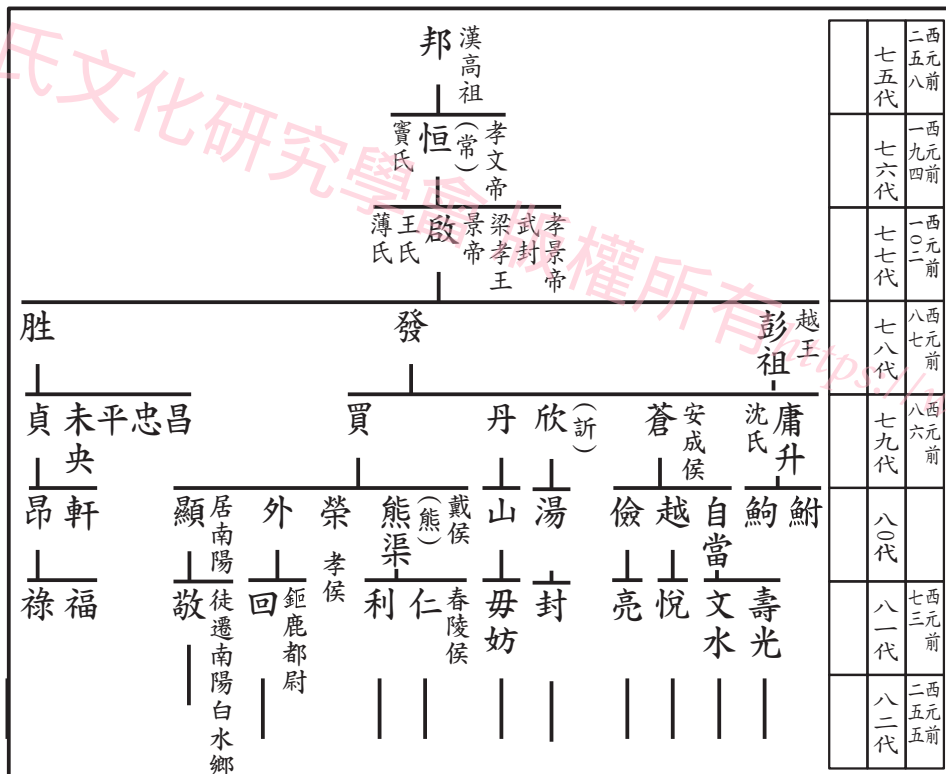 西元前二五八
七五代
西元前一九四
七六代
西元前一〇二
七七代
西元前八七
七八代
西元前八六
七九代
八〇代
西元前七三
八一代
西元前二五五
八二代
漢高祖
邦
孝文帝
(常)
恒
竇氏
孝景帝
武封
梁孝王
景帝
啟
王氏
薄氏
越王
彭祖
發
胜
庸升
沈氏
安成侯
蒼
(訢)
欣
丹
買
昌
忠
平
未央
貞
鮒
鮈
自當
越
儉
湯
山
戴侯
(熊)
熊渠
榮
孝侯
外
居南陽
顯
軒
昂
壽光
文水
悅
亮
封
毋妨
春陵侯
仁
利
鉅鹿都尉
回
徒遷南陽白水鄉
敬
福
祿
氏文化研究學會 版權所有 https://w